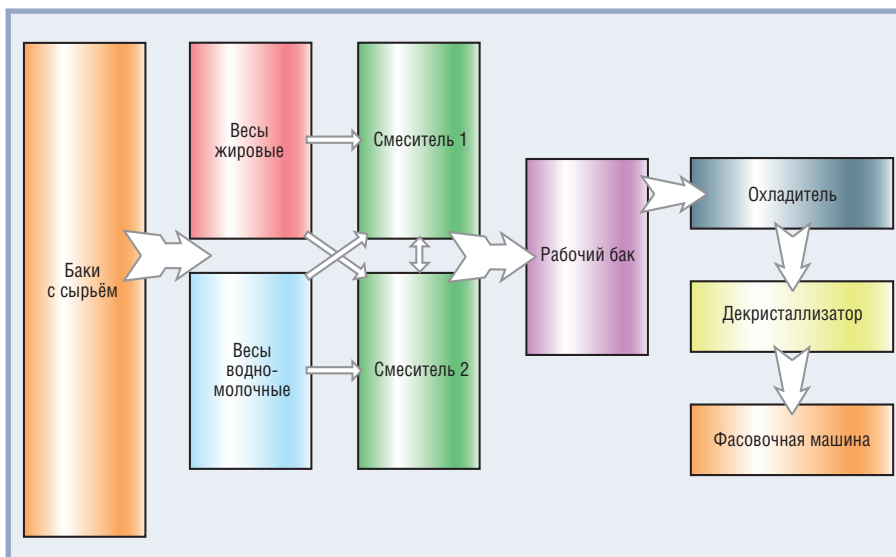 Баки
с сырьём
Весы
жировые
Весы
водно-
молочные
Смеситель 1
Смеситель 2
Рабочий бак
Охладитель
Декристаллизатор
Фасовочная машина